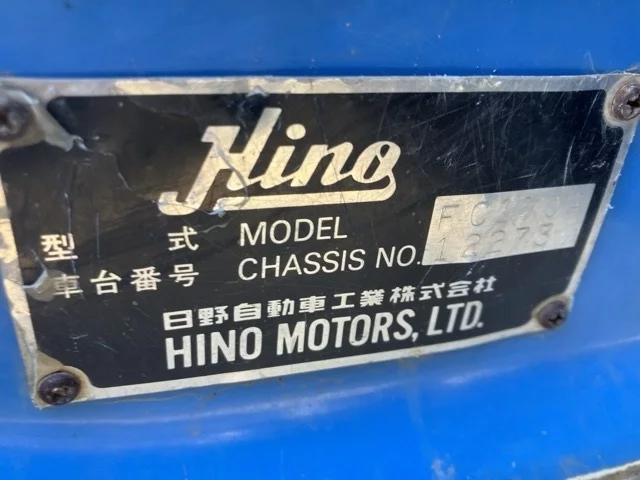 Hino
型式 MODEL
車台番号 CHASSIS NO. 12273
日野自動車工業株式会社
HINO MOTORS, LTD.